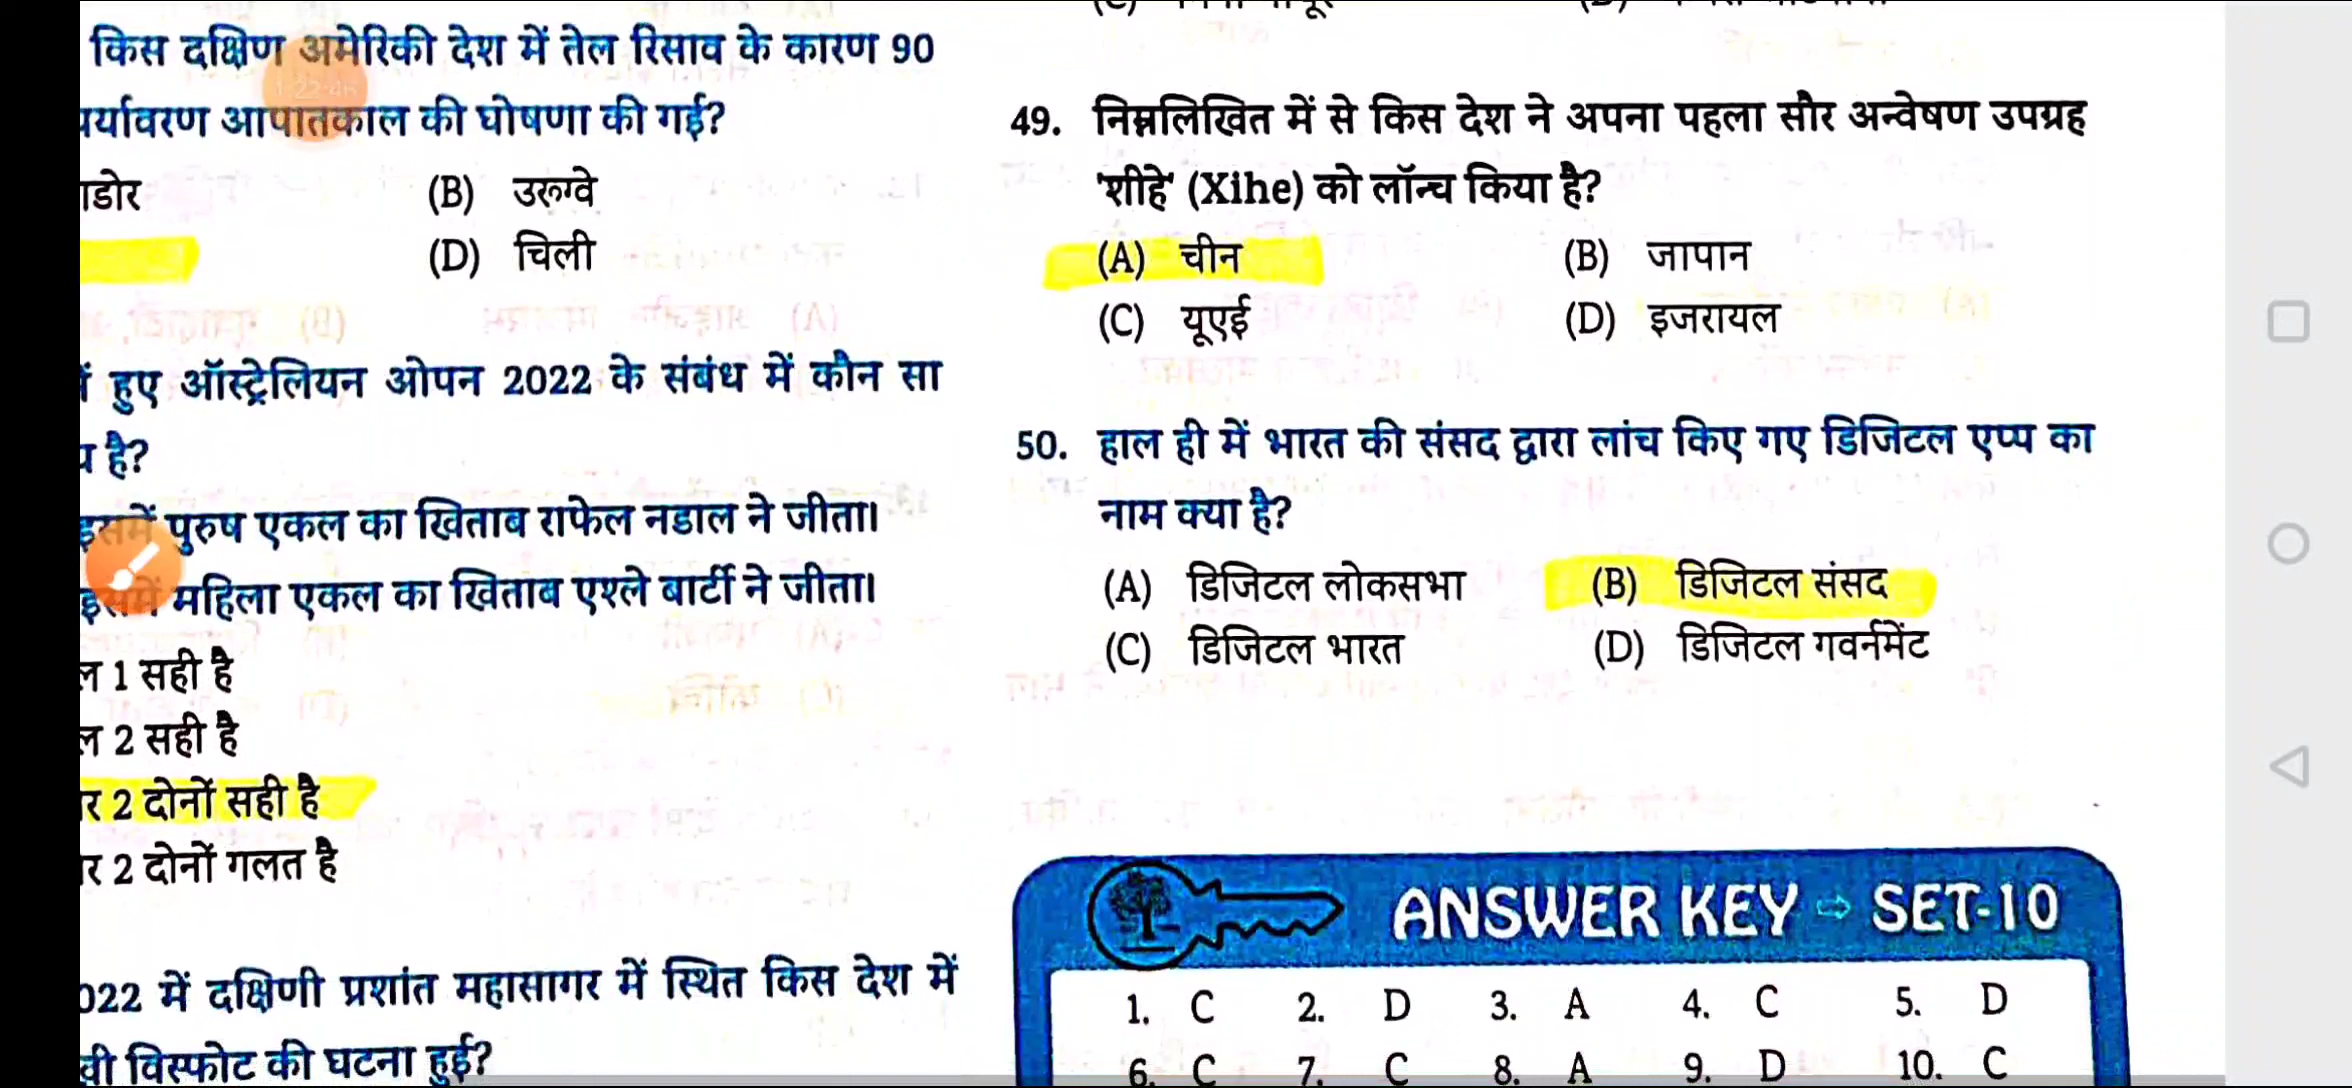 किस दक्षिण अमेरिकी देश में तेल रिसाव के कारण 90
पर्यावरण आपातकाल की घोषणा की गई?
(B) उरूग्वे
(D) चिली
हुए ऑस्ट्रेलियन ओपन 2022 के संबंध में कौन सा
है?
इसमें पुरुष एकल का खिताब राफेल नडाल ने जीता।
इसमें महिला एकल का खिताब एश्ले बार्टी ने जीता।
1 सही है
2 सही है
2 दोनों सही है
2 दोनों गलत है
022 में दक्षिणी प्रशांत महासागर में स्थित किस देश में
विस्फोट की घटना हुई?
49. निम्नलिखित में से किस देश ने अपना पहला सौर अन्वेषण उपग्रह
'शीहे' (Xihe) को लॉन्च किया है?
(A) चीन (B) जापान
(C) यूएई (D) इजरायल
50. हाल ही में भारत की संसद द्वारा लांच किए गए डिजिटल एप्प का
नाम क्या है?
(A) डिजिटल लोकसभा (B) डिजिटल संसद
(C) डिजिटल भारत (D) डिजिटल गवर्नमेंट
ANSWER KEY ⇨ SET-10
1. C 2. D 3. A 4. C 5. D
6. C 7. C 8. A 9. D 10. C